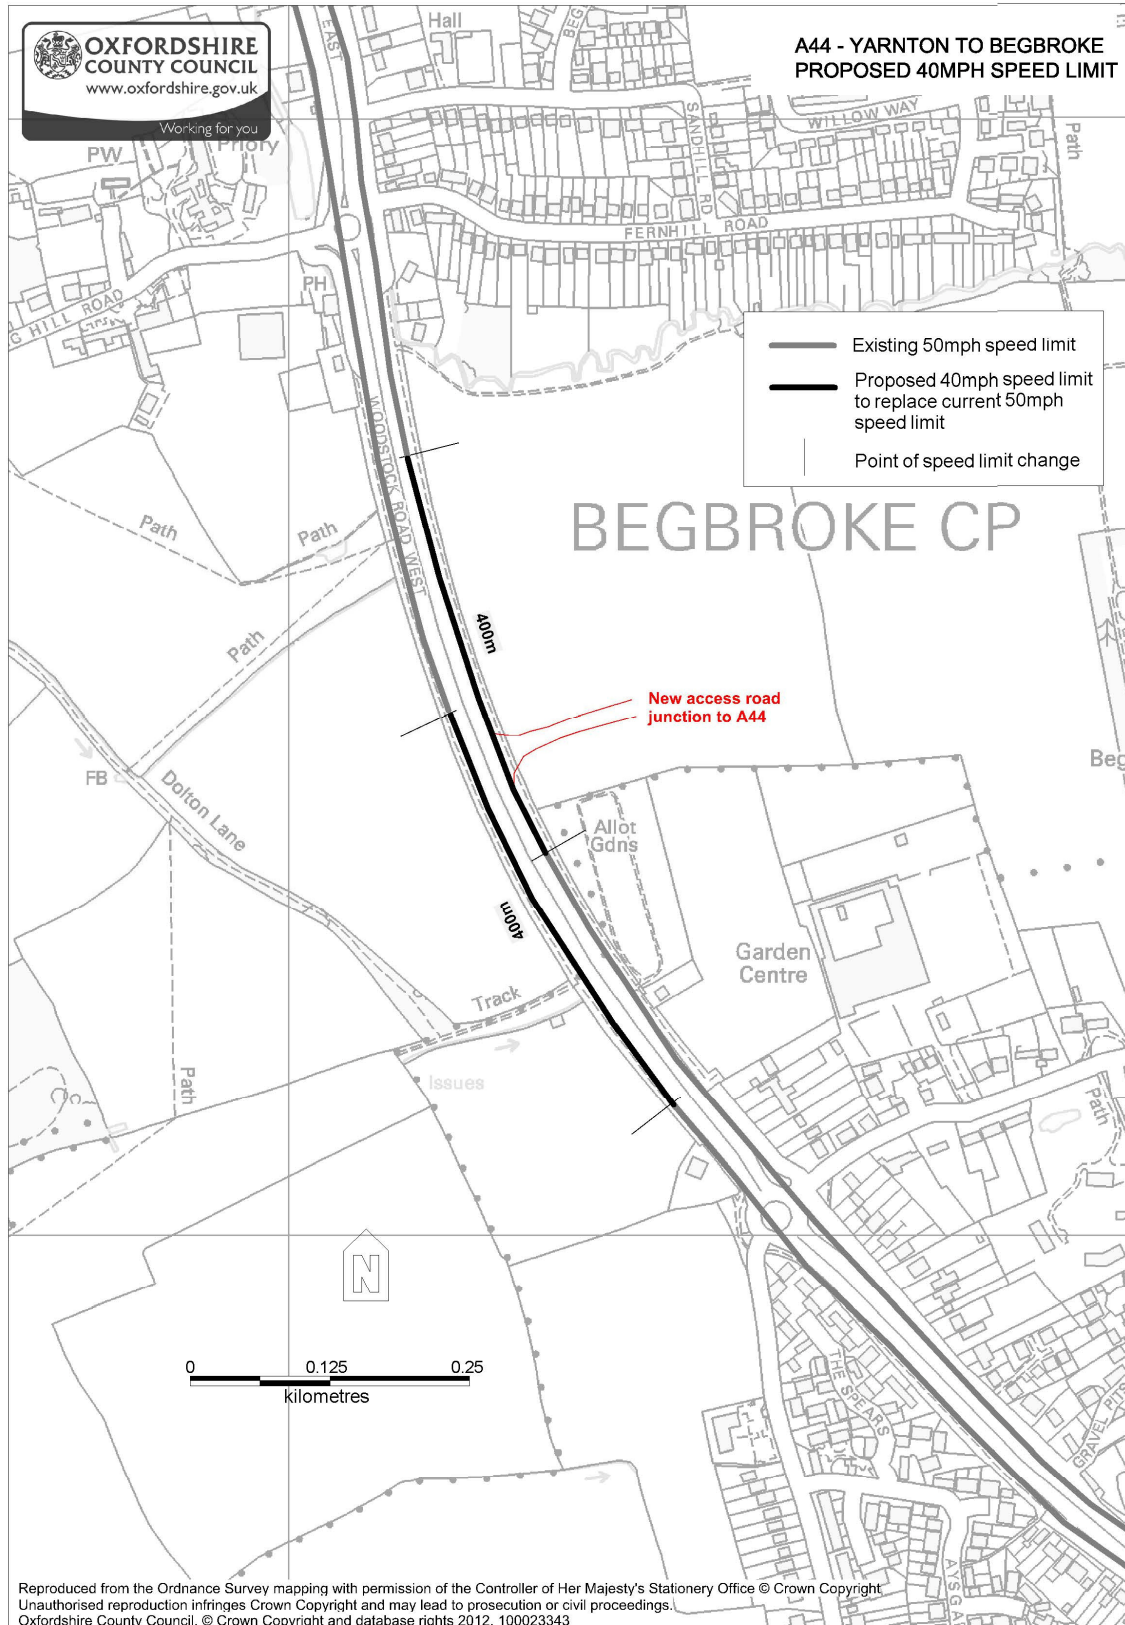 OXFORDSHIRE
COUNTY COUNCIL
www.oxfordshire.gov.uk
Working for you
A44 - YARNTON TO BEGBROKE
PROPOSED 40MPH SPEED LIMIT
EAST
Hall
BEG
SANDHILL RD
WILLOW WAY
Path
PW
Priory
FERNHILL ROAD
PH
G HILL ROAD
Existing 50mph speed limit
Proposed 40mph speed limit
to replace current 50mph
speed limit
Point of speed limit change
WOODSTOCK ROAD WEST
BEGBROKE CP
Path
Path
Path
400m
New access road
junction to A44
FB
Dolton Lane
Beg
Allot
Gdns
400m
Garden
Centre
Track
Issues
Path
Path
N
0 0.125 0.25
kilometres
THE SPEARS
GRAVEL PITS
ASGA
Reproduced from the Ordnance Survey mapping with permission of the Controller of Her Majesty's Stationery Office © Crown Copyright
Unauthorised reproduction infringes Crown Copyright and may lead to prosecution or civil proceedings.
Oxfordshire County Council. © Crown Copyright and database rights 2012. 100023343